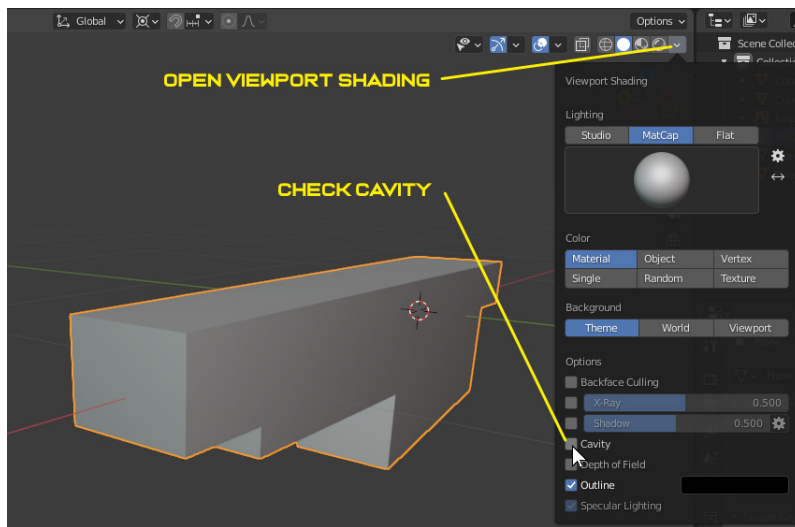 Global
Options
Scene Collec
Collecti
OPEN VIEWPORT SHADING
Viewport Shading
Lighting
Studio MatCap Flat
CHECK CAVITY
Color
Material Object Vertex
Single Random Texture
Background
Theme World Viewport
Options
Backface Culling
X-Ray 0.500
Shadow 0.500
Cavity
Depth of Field
Outline
Specular Lighting